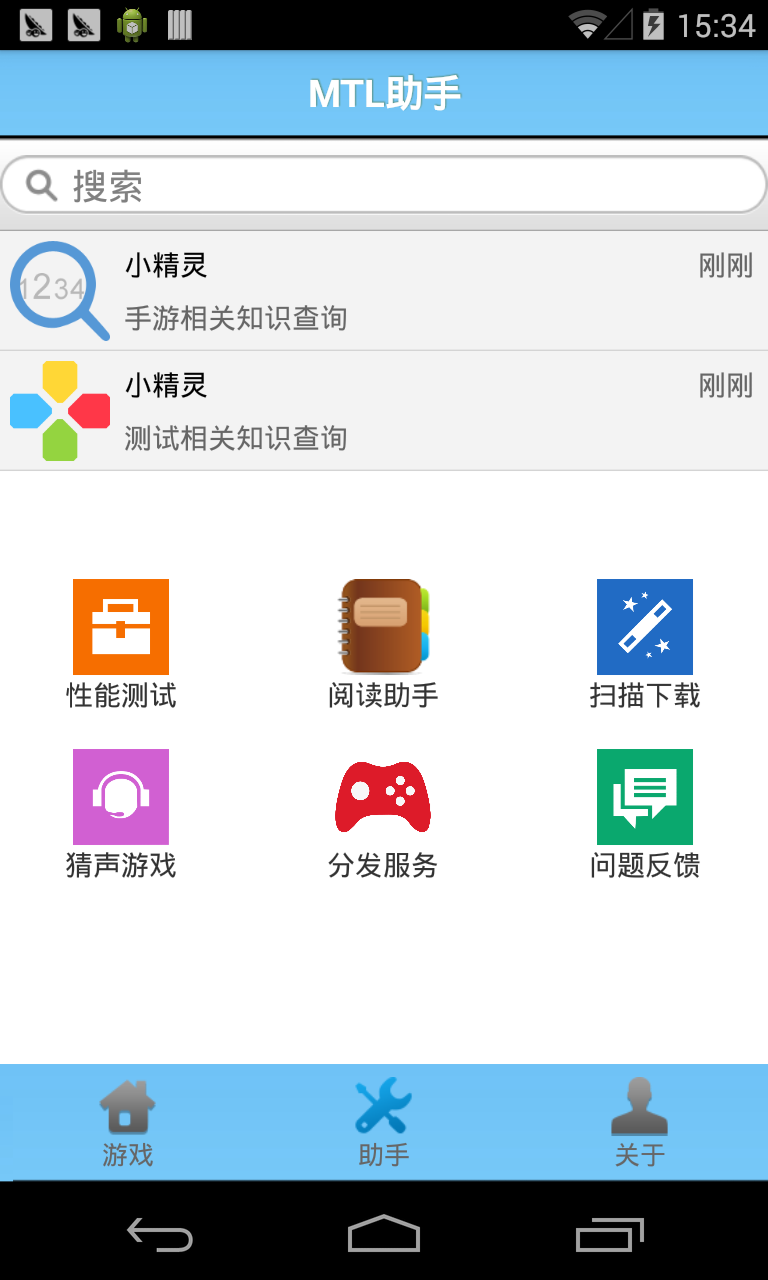 15:34
MTL助手
搜索
1234
小精灵 刚刚
手游相关知识查询
小精灵 刚刚
测试相关知识查询
性能测试 阅读助手 扫描下载
猜声游戏 分发服务 问题反馈
游戏 助手 关于